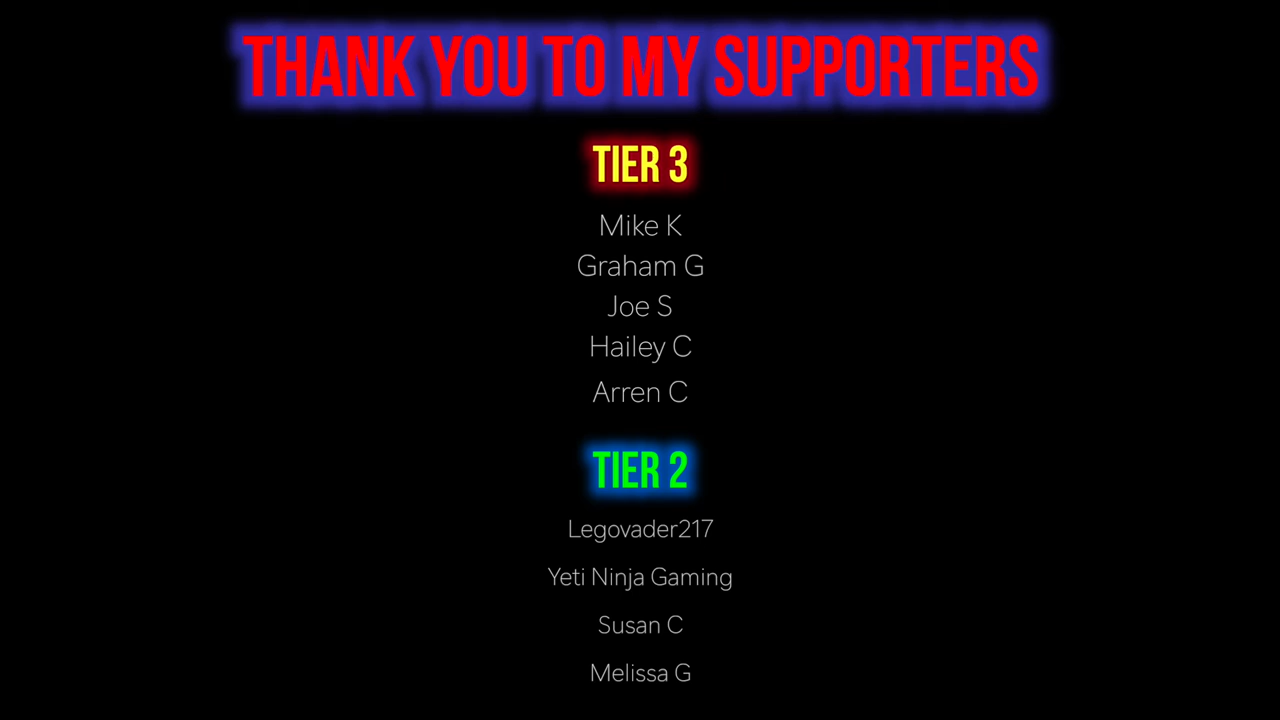 THANK YOU TO MY SUPPORTERS
TIER 3
Mike K
Graham G
Joe S
Hailey C
Arren C
TIER 2
Legovader217
Yeti Ninja Gaming
Susan C
Melissa G